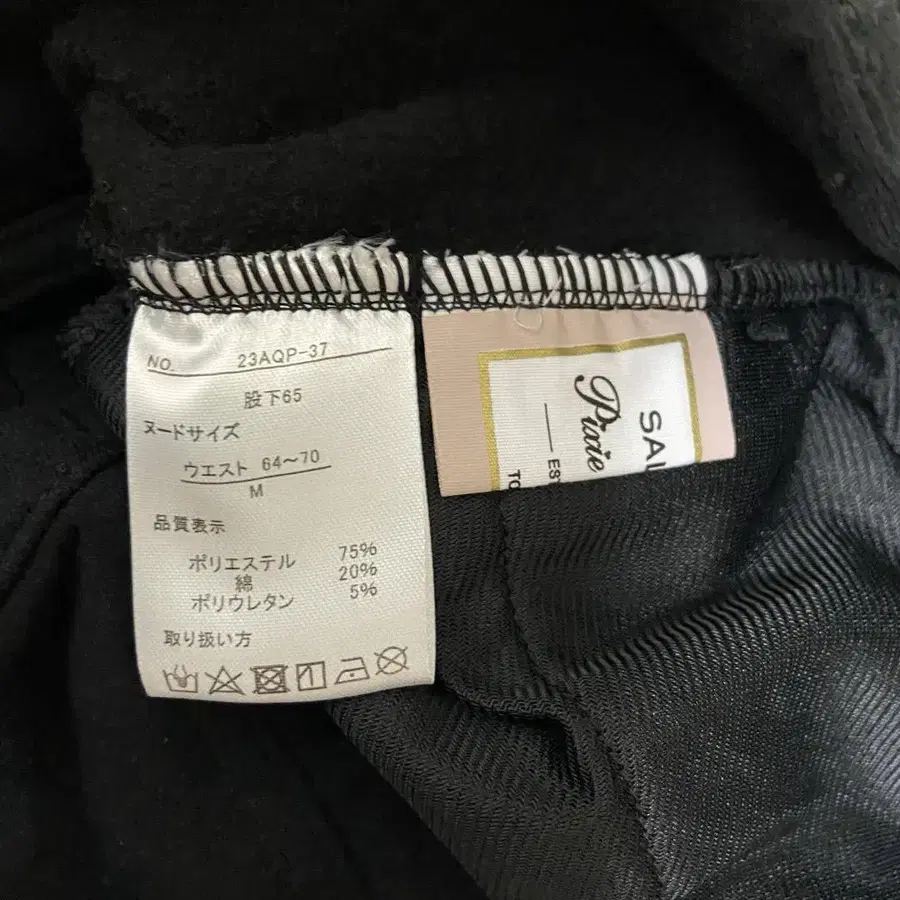 NO. 23AQP-37
股下65
ヌードサイズ
ウエスト 64～70
M
品質表示
ポリエステル 75%
綿 20%
ポリウレタン 5%
取り扱い方
SAL
Pixie
EST
TO